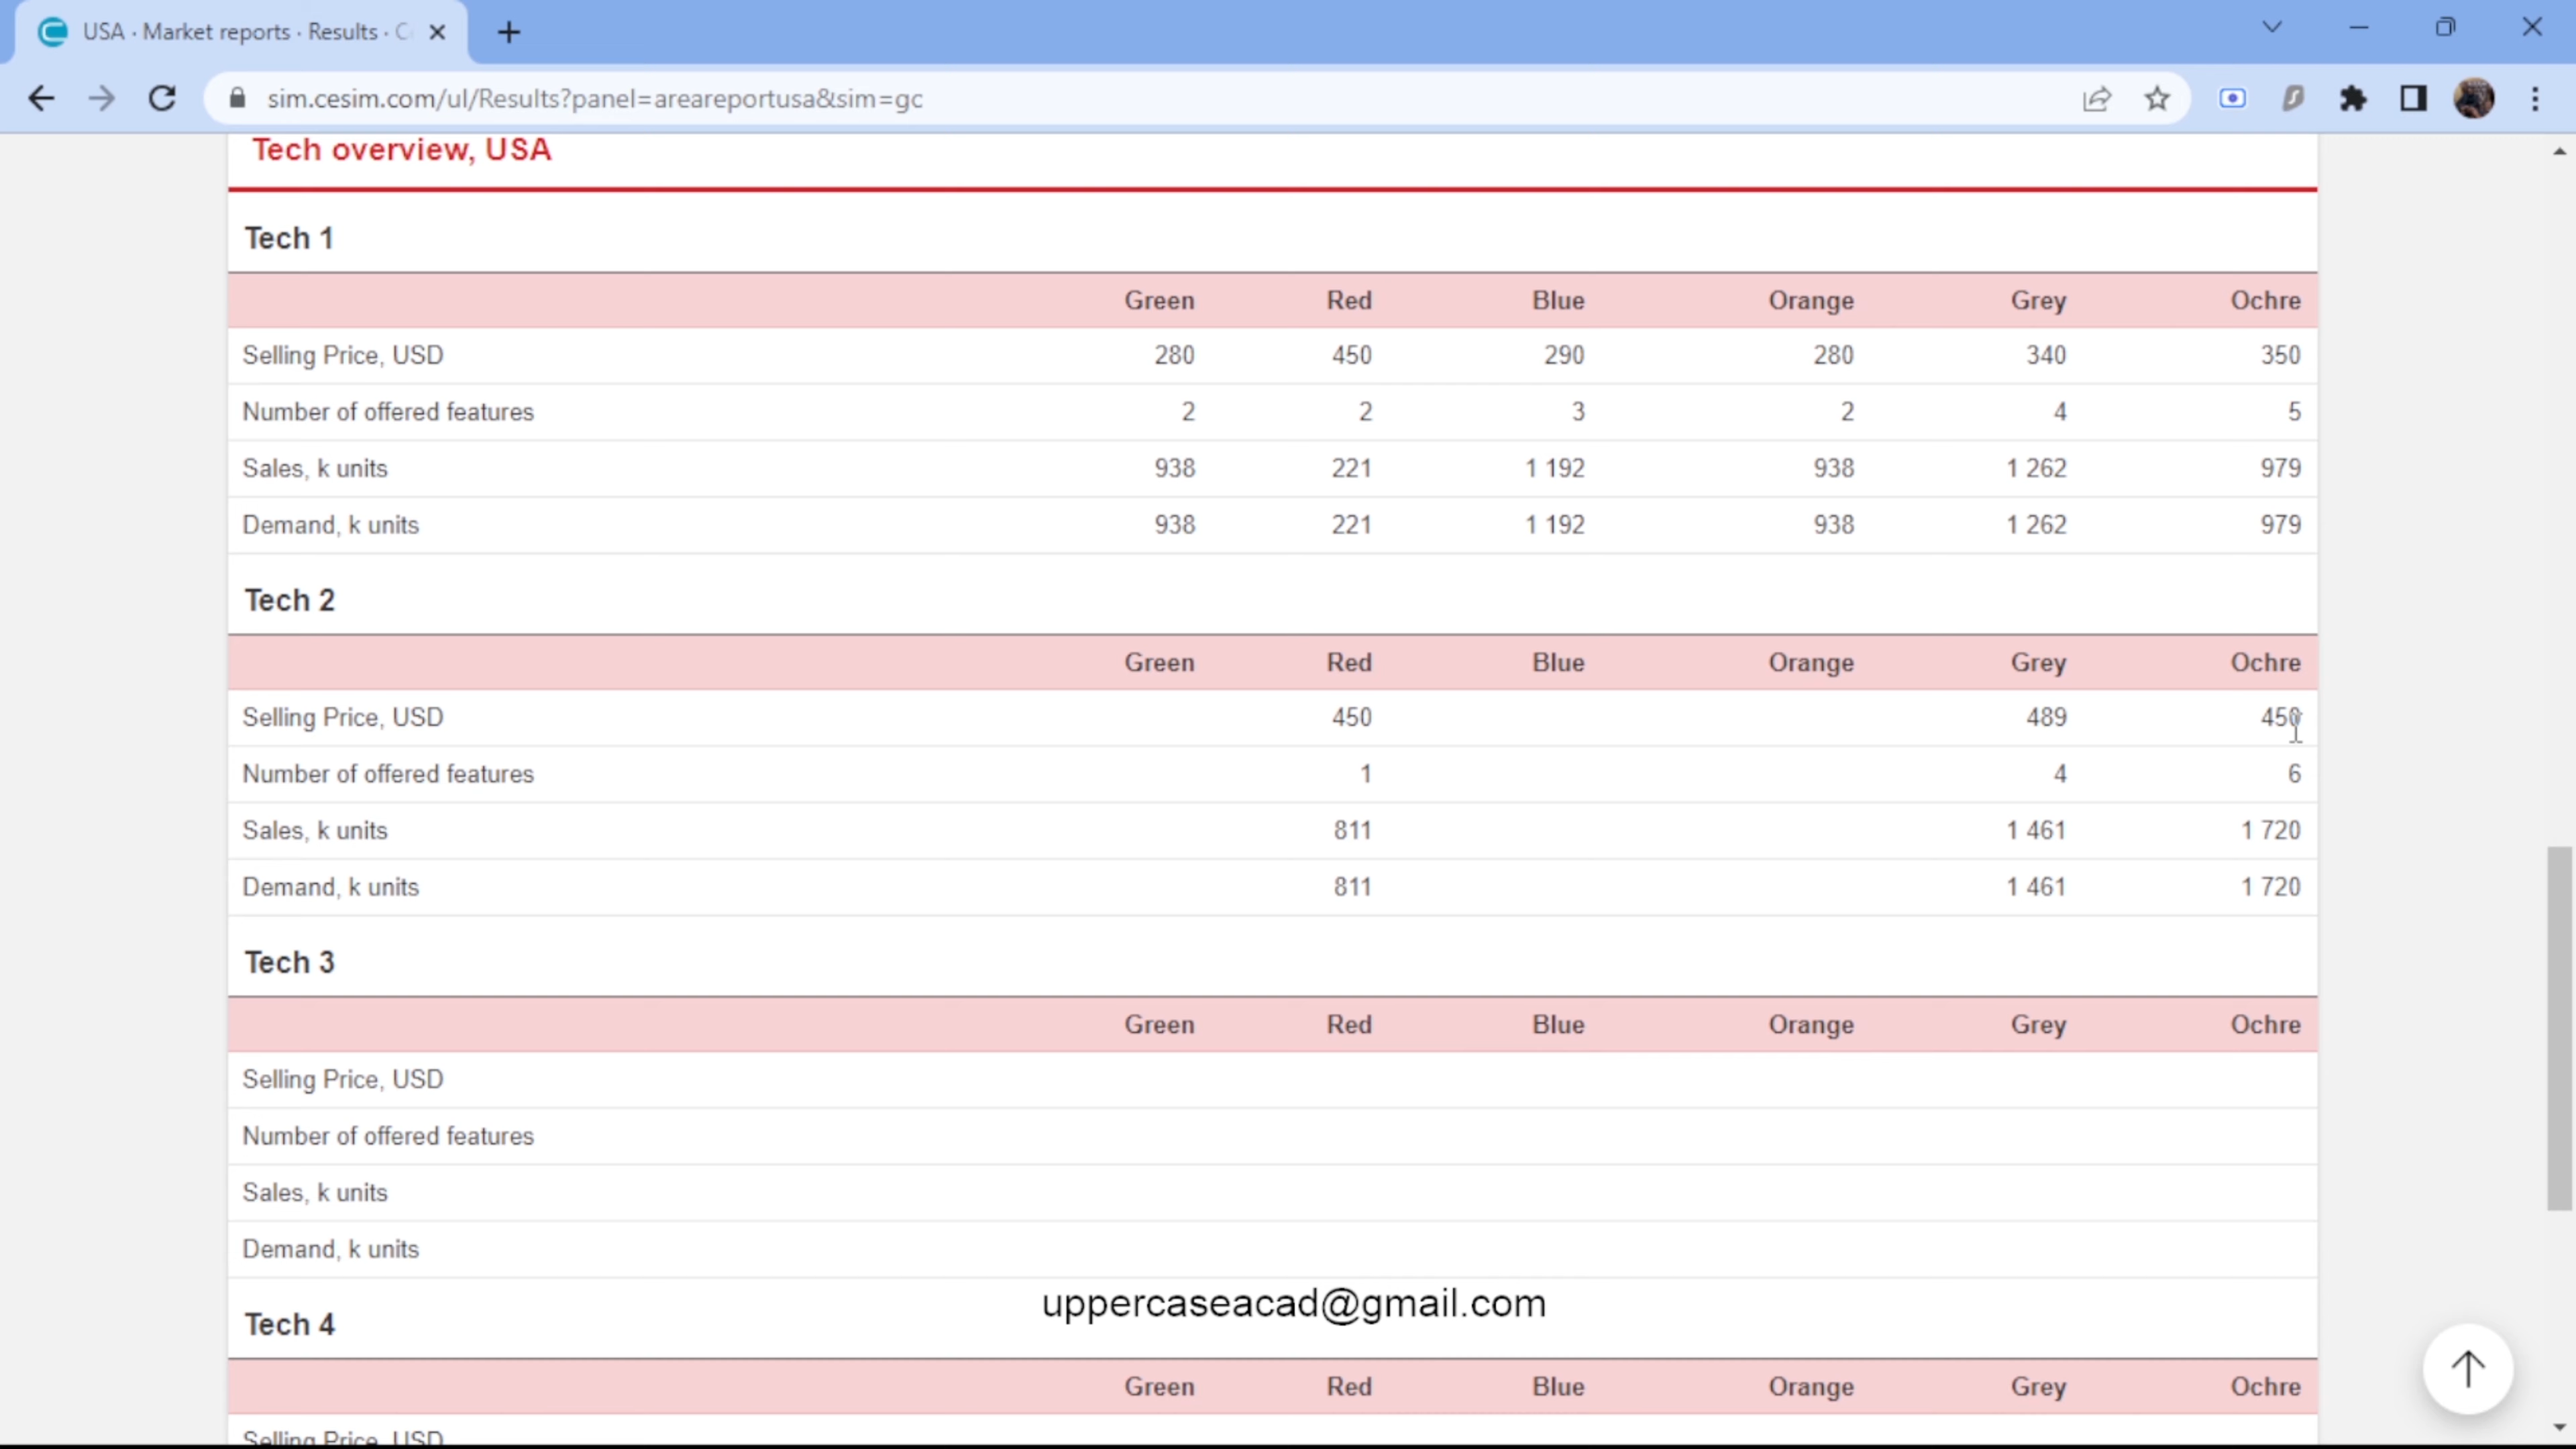 USA · Market reports · Results · C
sim.cesim.com/ul/Results?panel=areareportusa&sim=gc
Tech overview, USA
Tech 1
Green Red Blue Orange Grey Ochre
Selling Price, USD 280 450 290 280 340 350
Number of offered features 2 2 3 2 4 5
Sales, k units 938 221 1 192 938 1 262 979
Demand, k units 938 221 1 192 938 1 262 979
Tech 2
Green Red Blue Orange Grey Ochre
Selling Price, USD 450 489 450
Number of offered features 1 4 6
Sales, k units 811 1 461 1 720
Demand, k units 811 1 461 1 720
Tech 3
Green Red Blue Orange Grey Ochre
Selling Price, USD
Number of offered features
Sales, k units
Demand, k units
uppercaseacad@gmail.com
Tech 4
Green Red Blue Orange Grey Ochre
Selling Price, USD